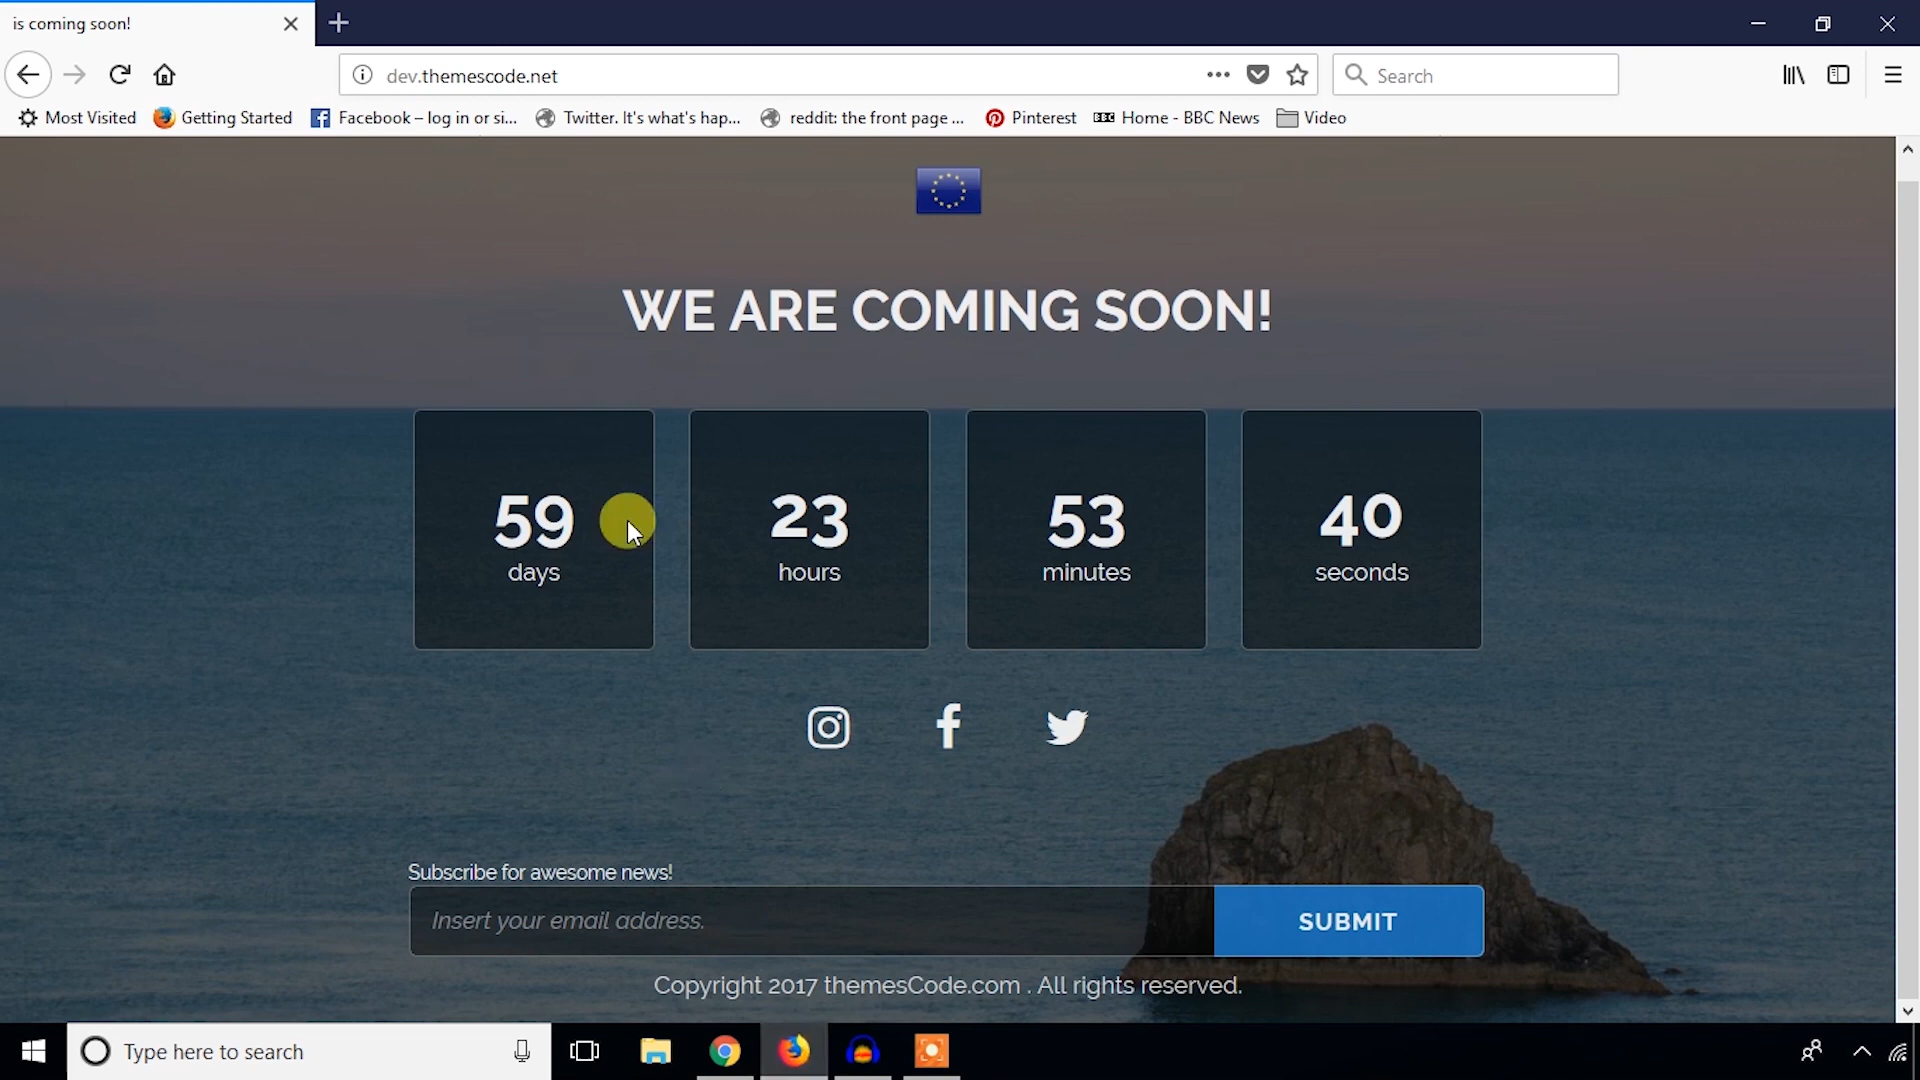 is coming soon!
dev.themescode.net
Search
Most Visited
Getting Started
Facebook – log in or si...
Twitter. It's what's hap...
reddit: the front page ...
Pinterest
BBC
Home - BBC News
Video
WE ARE COMING SOON!
59
23
53
40
days
hours
minutes
seconds
Subscribe for awesome news!
Insert your email address.
SUBMIT
Copyright 2017 themesCode.com . All rights reserved.
Type here to search